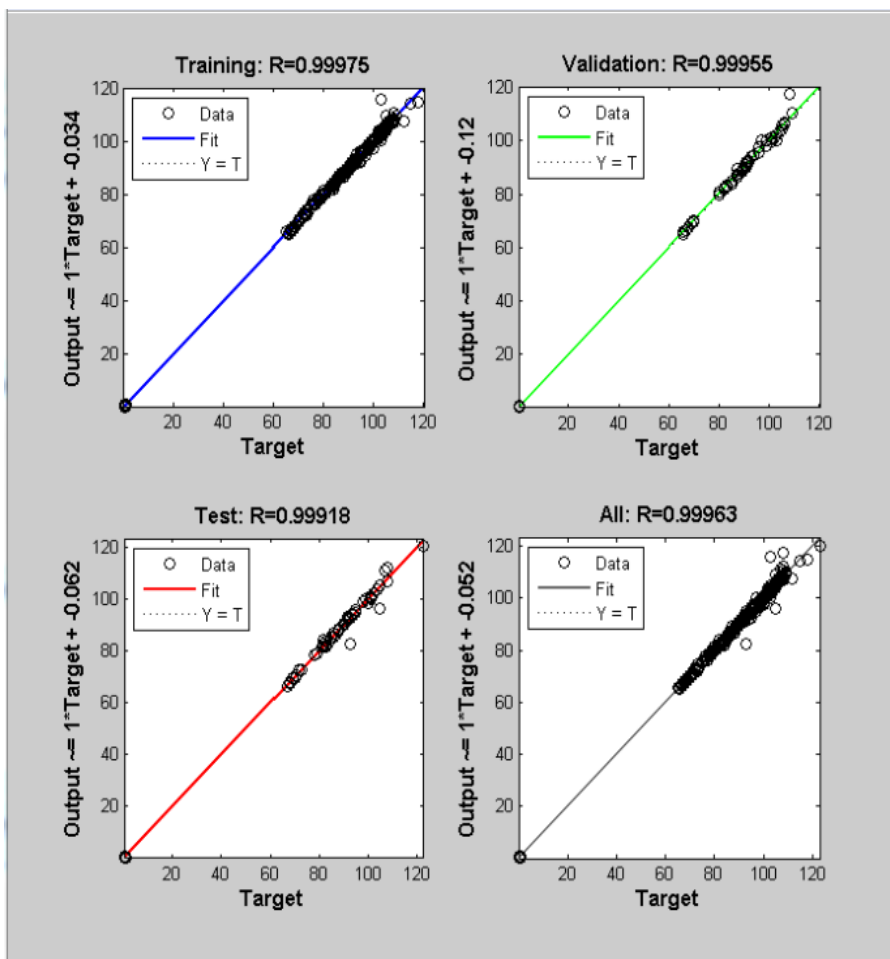 Training: R=0.99975
Output ~= 1*Target + -0.034
120
100
80
60
40
20
Data
Fit
Y = T
20 40 60 80 100 120
Target
Validation: R=0.99955
Output ~= 1*Target + -0.12
120
100
80
60
40
20
Data
Fit
Y = T
20 40 60 80 100 120
Target
Test: R=0.99918
Output ~= 1*Target + -0.062
120
100
80
60
40
20
Data
Fit
Y = T
20 40 60 80 100 120
Target
All: R=0.99963
Output ~= 1*Target + -0.052
120
100
80
60
40
20
Data
Fit
Y = T
20 40 60 80 100 120
Target